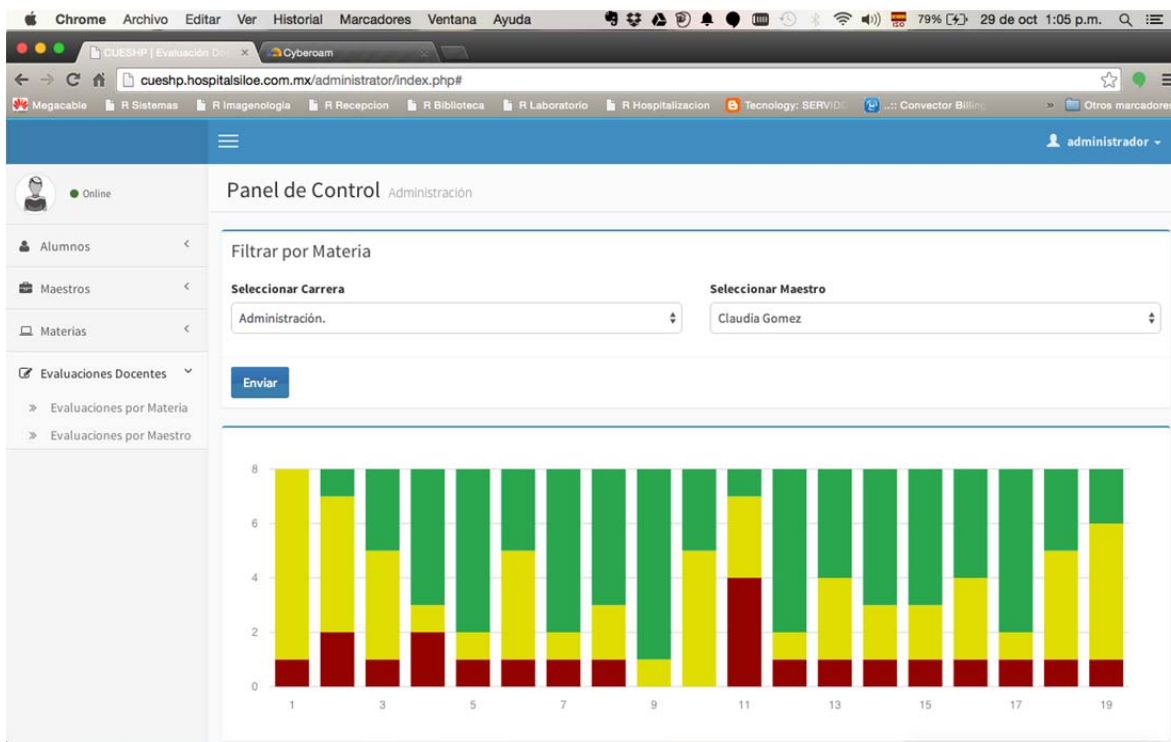 Chrome Archivo Editar Ver Historial Marcadores Ventana Ayuda 79% 29 de oct 1:05 p.m.
CUESHP | Evaluación Do Cyberoam
cueshp.hospitalsiloe.com.mx/administrator/index.php#
Megacable R Sistemas R Imagenologia R Recepcion R Biblioteca R Laboratorio R Hospitalizacion Tecnology: SERVIDO ..:: Convector Billing » Otros marcadores
administrador
Online
Panel de Control Administración
Alumnos
Filtrar por Materia
Maestros
Seleccionar Carrera Seleccionar Maestro
Administración. Claudia Gomez
Materias
Evaluaciones Docentes
Enviar
» Evaluaciones por Materia
» Evaluaciones por Maestro
8
6
4
2
0
1 3 5 7 9 11 13 15 17 19